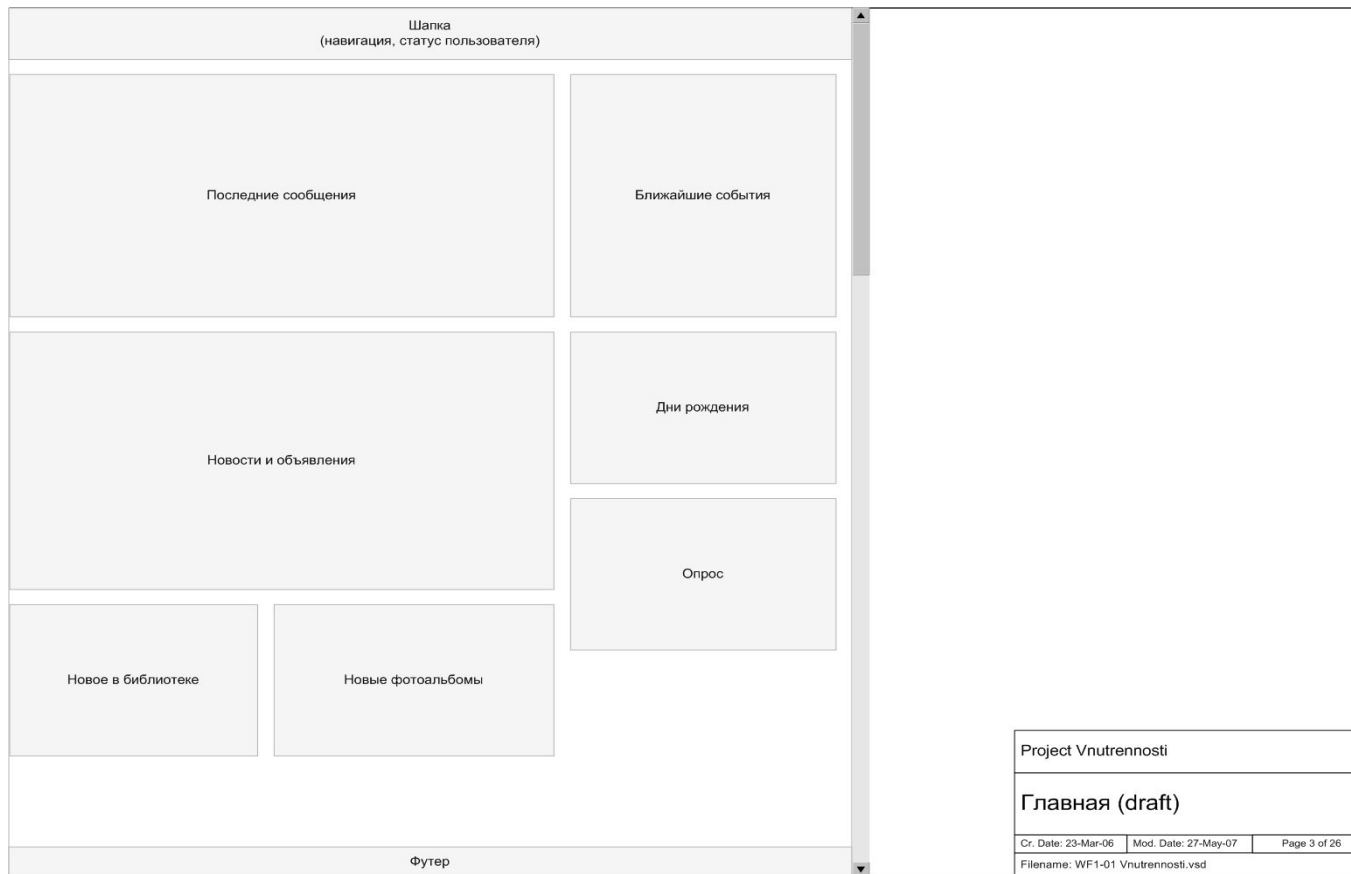 Шапка
(навигация, статус пользователя)
Последние сообщения
Ближайшие события
Новости и объявления
Дни рождения
Опрос
Новое в библиотеке
Новые фотоальбомы
Футер
Project Vnutrennosti
Главная (draft)
Cr. Date: 23-Mar-06 Mod. Date: 27-May-07 Page 3 of 26
Filename: WF1-01 Vnutrennosti.vsd